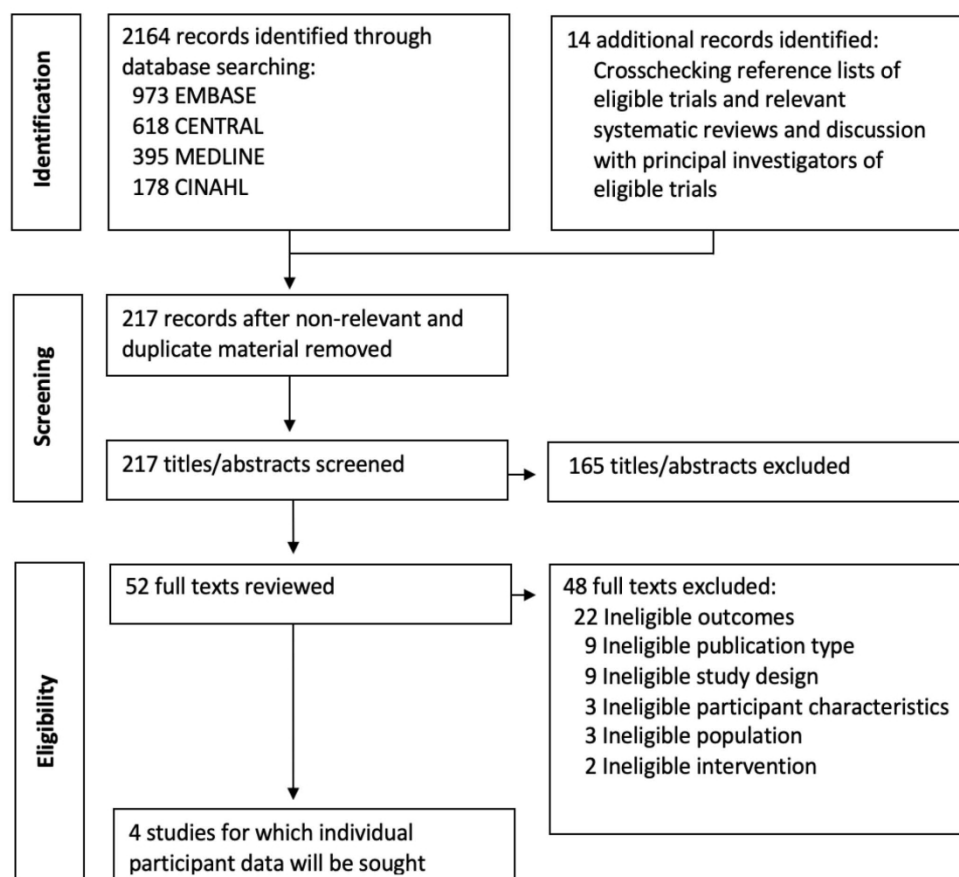 Identification
2164 records identified through
database searching:
973 EMBASE
618 CENTRAL
395 MEDLINE
178 CINAHL
14 additional records identified:
Crosschecking reference lists of
eligible trials and relevant
systematic reviews and discussion
with principal investigators of
eligible trials
Screening
217 records after non-relevant and
duplicate material removed
217 titles/abstracts screened
165 titles/abstracts excluded
Eligibility
52 full texts reviewed
48 full texts excluded:
22 Ineligible outcomes
9 Ineligible publication type
9 Ineligible study design
3 Ineligible participant characteristics
3 Ineligible population
2 Ineligible intervention
4 studies for which individual
participant data will be sought